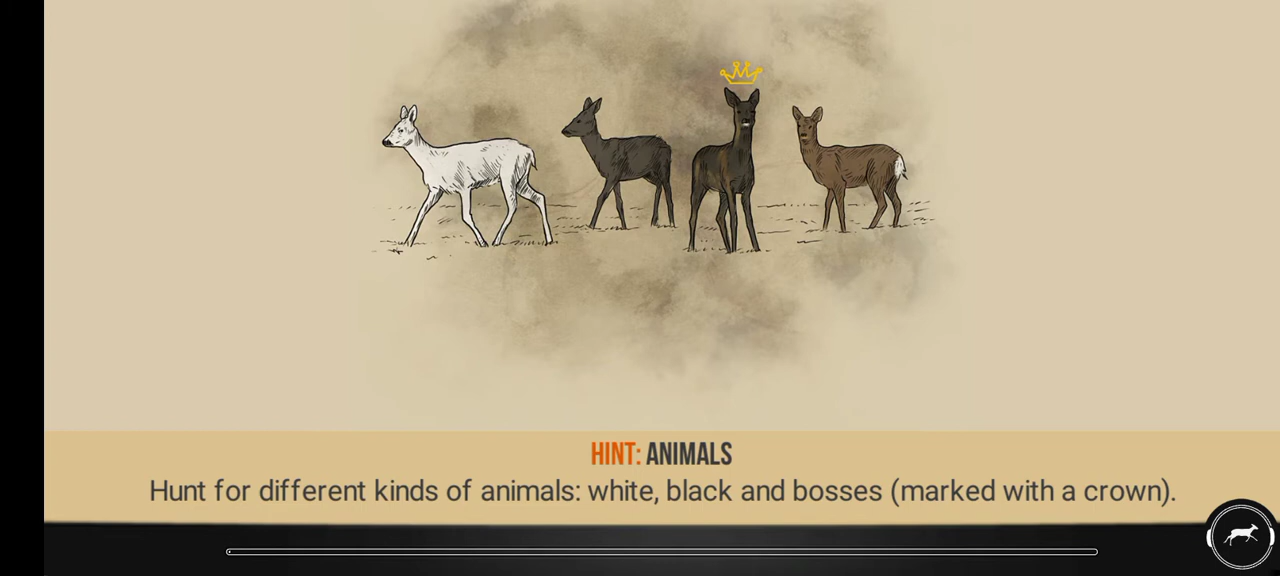 HINT: ANIMALS
Hunt for different kinds of animals: white, black and bosses (marked with a crown).